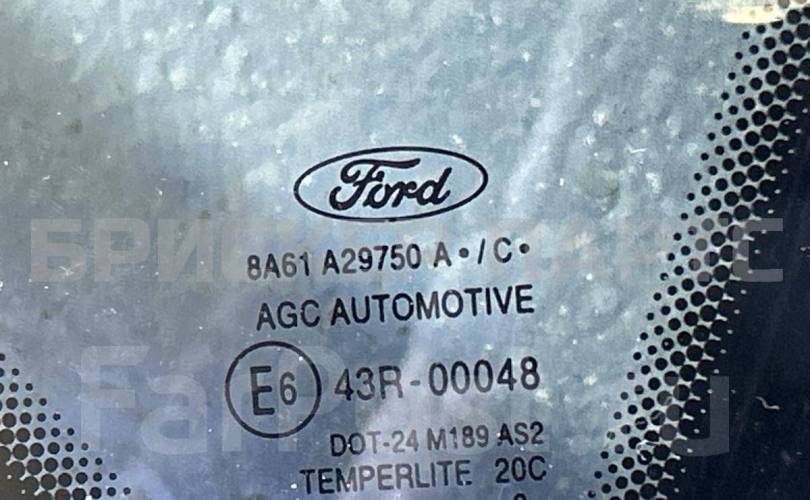 Ford
8A61 A29750 A • / C •
AGC AUTOMOTIVE
E6 43R-00048
DOT-24 M189 AS2
TEMPERLITE 20C